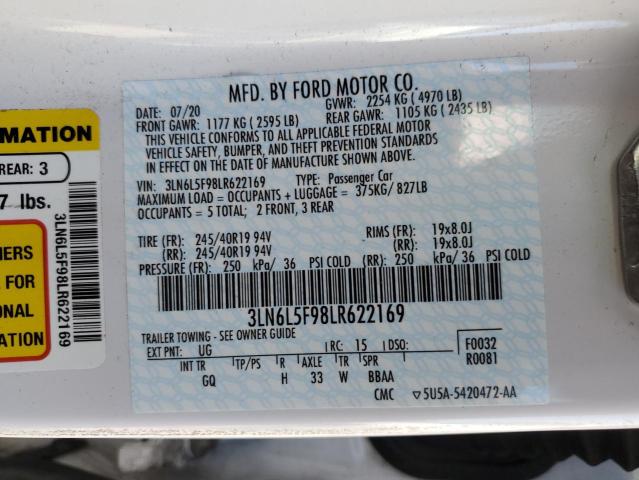 MFD. BY FORD MOTOR CO.
DATE: 07/20 GVWR: 2254 KG (4970 LB)
FRONT GAWR: 1177 KG (2595 LB) REAR GAWR: 1105 KG (2435 LB)
THIS VEHICLE CONFORMS TO ALL APPLICABLE FEDERAL MOTOR
VEHICLE SAFETY, BUMPER, AND THEFT PREVENTION STANDARDS
IN EFFECT ON THE DATE OF MANUFACTURE SHOWN ABOVE.
VIN: 3LN6L5F98LR622169 TYPE: Passenger Car
MAXIMUM LOAD = OCCUPANTS + LUGGAGE = 375KG/ 827LB
OCCUPANTS = 5 TOTAL; 2 FRONT, 3 REAR
TIRE (FR): 245/40R19 94V RIMS (FR): 19x8.0J
(RR): 245/40R19 94V (RR): 19x8.0J
PRESSURE (FR): 250 kPa/ 36 PSI COLD (RR): 250 kPa/ 36 PSI COLD
3LN6L5F98LR622169
TRAILER TOWING - SEE OWNER GUIDE
EXT PNT: UG RC: 15 DSO: F0032
R0081
INT TR TP/PS R AXLE TR SPR
GQ H 33 W BBAA
CMC ▽5U5A-5420472-AA
RMATION
REAR: 3
7 lbs.
NERS
E FOR
ONAL
ON
3LN6L5F98LR622169